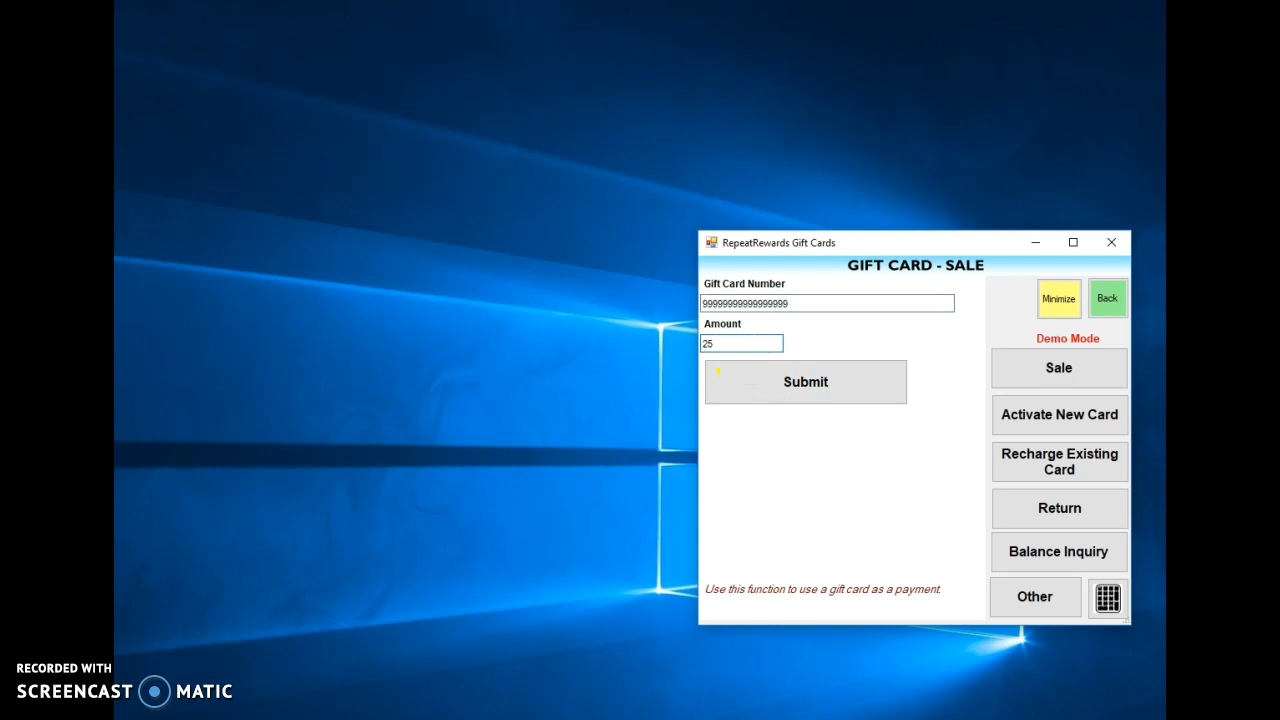 RepeatRewards Gift Cards
GIFT CARD - SALE
Gift Card Number
99999999999999999
Amount
25
Submit
Use this function to use a gift card as a payment.
Minimize
Back
Demo Mode
Sale
Activate New Card
Recharge Existing
Card
Return
Balance Inquiry
Other
RECORDED WITH
SCREENCAST MATIC